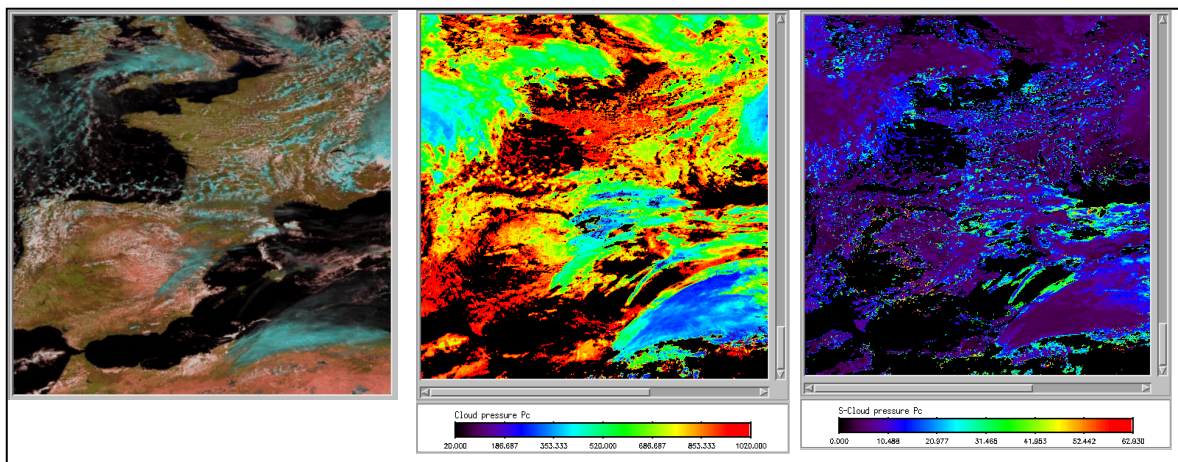 Cloud pressure Pc
20.000 186.667 353.333 520.000 686.667 853.333 1020.000
S-Cloud pressure Pc
0.000 10.488 20.977 31.465 41.953 52.442 62.930